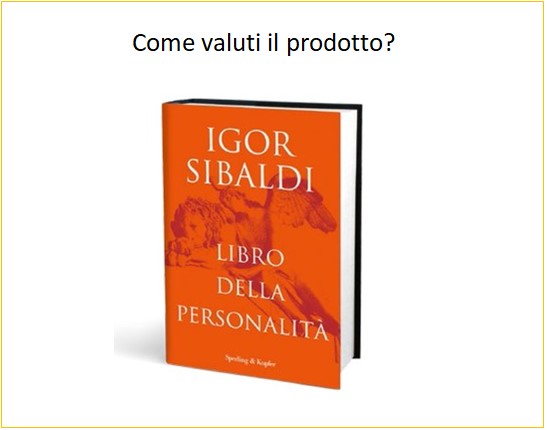 Come valuti il prodotto?
IGOR
SIBALDI
LIBRO
DELLA
PERSONALITÀ
Sperling & Kupfer